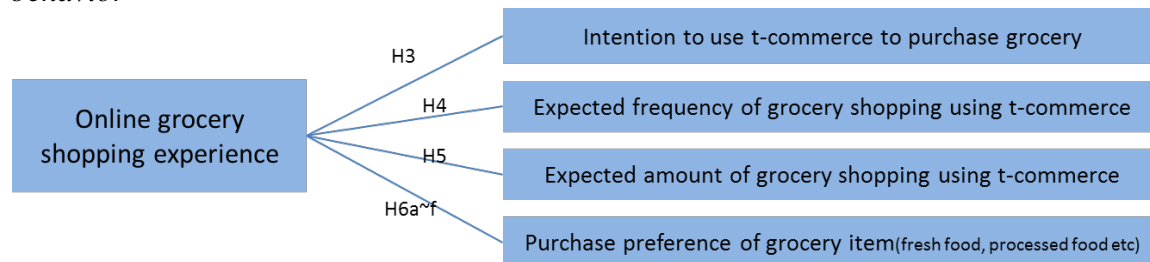 behavior
Online grocery
shopping experience
H3
H4
H5
H6a~f
Intention to use t-commerce to purchase grocery
Expected frequency of grocery shopping using t-commerce
Expected amount of grocery shopping using t-commerce
Purchase preference of grocery item(fresh food, processed food etc)